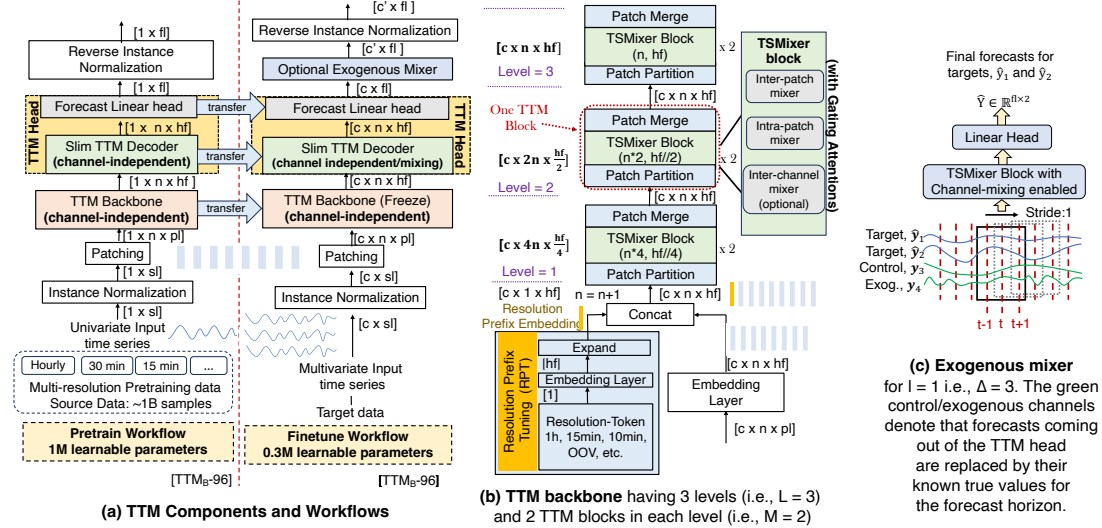 [1 x fl]
Reverse Instance
Normalization
[1 x fl]
Forecast Linear head
[1 x n x hf]
Slim TTM Decoder
(channel-independent)
TTM Head
[1 x n x hf ]
TTM Backbone
(channel-independent)
[1 x n x pl]
Patching
[1 x sl]
Instance Normalization
[1 x sl]
Univariate Input
time series
Hourly
30 min
15 min
...
Multi-resolution Pretraining data
Source Data: ~1B samples
Pretrain Workflow
1M learnable parameters
[TTMB-96]
transfer
transfer
transfer
[c' x fl ]
Reverse Instance Normalization
[c' x fl ]
Optional Exogenous Mixer
[c x fl]
Forecast Linear head
[c x n x hf]
Slim TTM Decoder
(channel independent/mixing)
TTM Head
[c x n x hf]
TTM Backbone (Freeze)
(channel-independent)
[c x n x pl]
Patching
[c x sl]
Instance Normalization
[c x sl]
Multivariate Input
time series
Target data
Finetune Workflow
0.3M learnable parameters
[TTMB-96]
(a) TTM Components and Workflows
Patch Merge
TSMixer Block
(n, hf)
Patch Partition
x 2
[c x n x hf]
Level = 3
[c x n x hf]
One TTM
Block
Patch Merge
TSMixer Block
(n*2, hf//2)
Patch Partition
x 2
[c x 2n x hf/2]
Level = 2
[c x n x hf]
Patch Merge
TSMixer Block
(n*4, hf//4)
Patch Partition
x 2
[c x 4n x hf/4]
Level = 1
[c x 1 x hf]
n = n+1
[c x n x hf]
Resolution
Prefix Embedding
Concat
Resolution Prefix
Tuning (RPT)
Expand
[hf]
Embedding Layer
[1]
Resolution-Token
1h, 15min, 10min,
OOV, etc.
[c x n x hf]
Embedding
Layer
[c x n x pl]
TSMixer
block
Inter-patch
mixer
Intra-patch
mixer
Inter-channel
mixer
(optional)
(with Gating Attentions)
(b) TTM backbone having 3 levels (i.e., L = 3)
and 2 TTM blocks in each level (i.e., M = 2)
Final forecasts for
targets, ŷ1 and ŷ2
Ŷ ∈ ℝ^fl×2
Linear Head
TSMixer Block with
Channel-mixing enabled
Stride:1
Target, ŷ1
Target, ŷ2
Control, y3
Exog., y4
t-1 t t+1
(c) Exogenous mixer
for l = 1 i.e., Δ = 3. The green
control/exogenous channels
denote that forecasts coming
out of the TTM head
are replaced by their
known true values for
the forecast horizon.